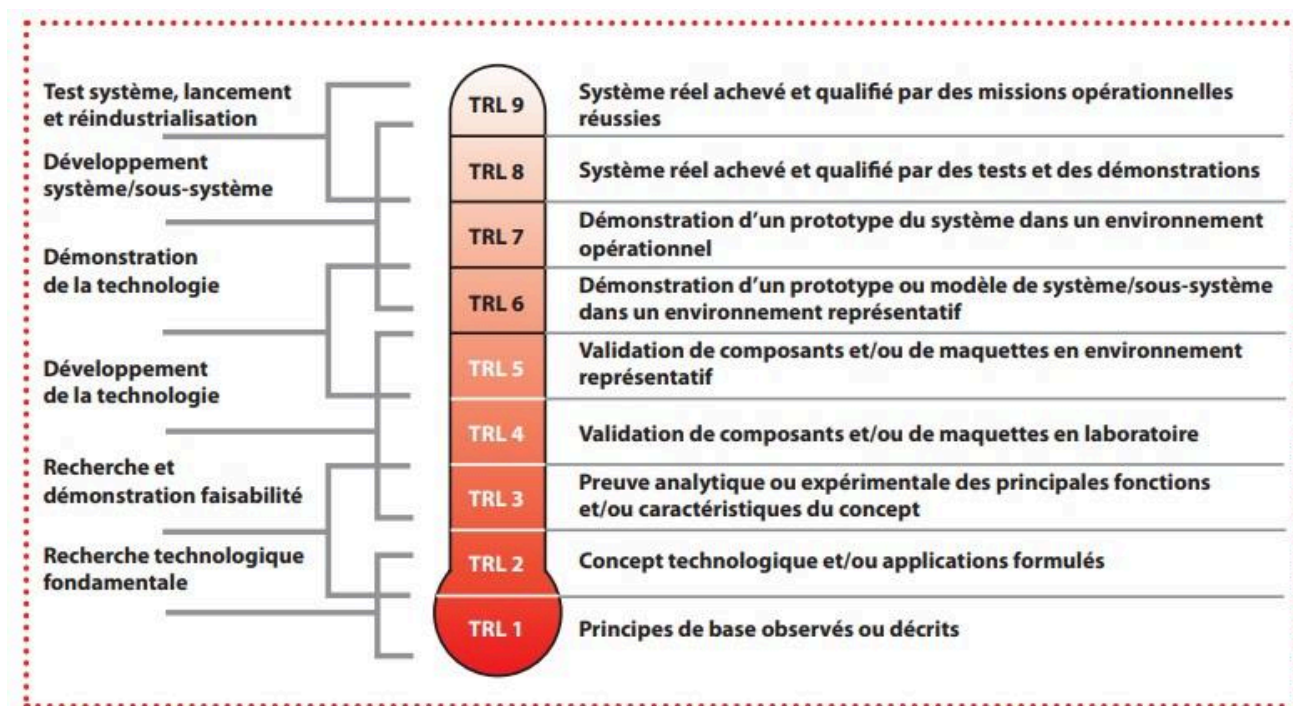 Test système, lancement
et réindustrialisation
Développement
système/sous-système
Démonstration
de la technologie
Développement
de la technologie
Recherche et
démonstration faisabilité
Recherche technologique
fondamentale
TRL 9
Système réel achevé et qualifié par des missions opérationnelles
réussies
TRL 8
Système réel achevé et qualifié par des tests et des démonstrations
TRL 7
Démonstration d’un prototype du système dans un environnement
opérationnel
TRL 6
Démonstration d’un prototype ou modèle de système/sous-système
dans un environnement représentatif
TRL 5
Validation de composants et/ou de maquettes en environnement
représentatif
TRL 4
Validation de composants et/ou de maquettes en laboratoire
TRL 3
Preuve analytique ou expérimentale des principales fonctions
et/ou caractéristiques du concept
TRL 2
Concept technologique et/ou applications formulés
TRL 1
Principes de base observés ou décrits